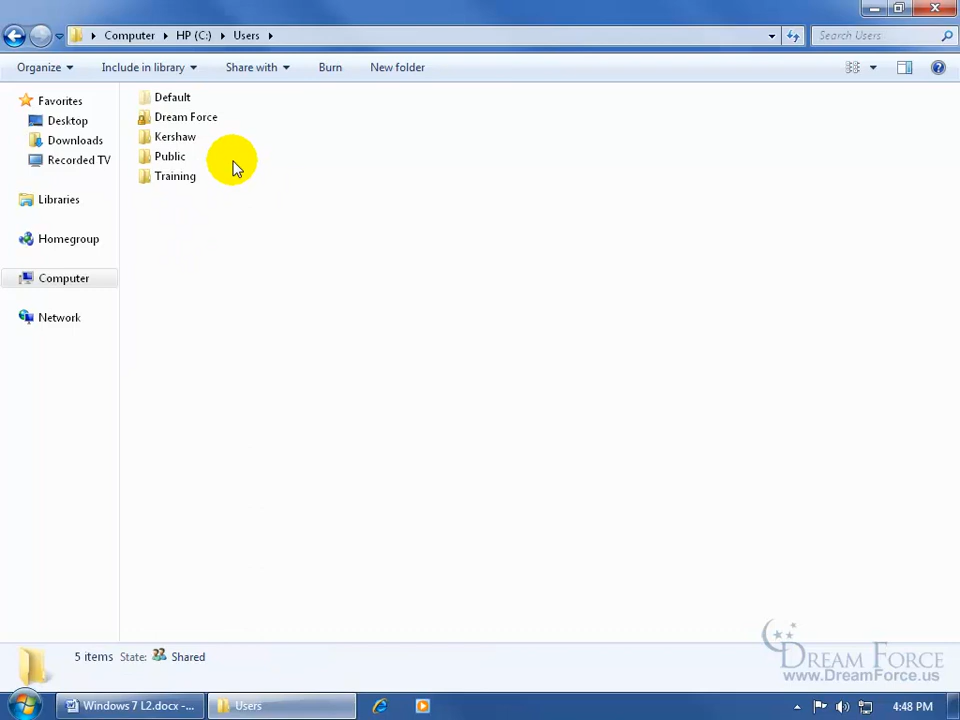 Computer HP (C:) Users
Search Users
Organize Include in library Share with Burn New folder
Favorites
Desktop
Downloads
Recorded TV
Libraries
Homegroup
Computer
Network
Default
Dream Force
Kershaw
Public
Training
5 items State: Shared
DREAM FORCE
www.DreamForce.us
Windows 7 L2.docx -... Users 4:48 PM